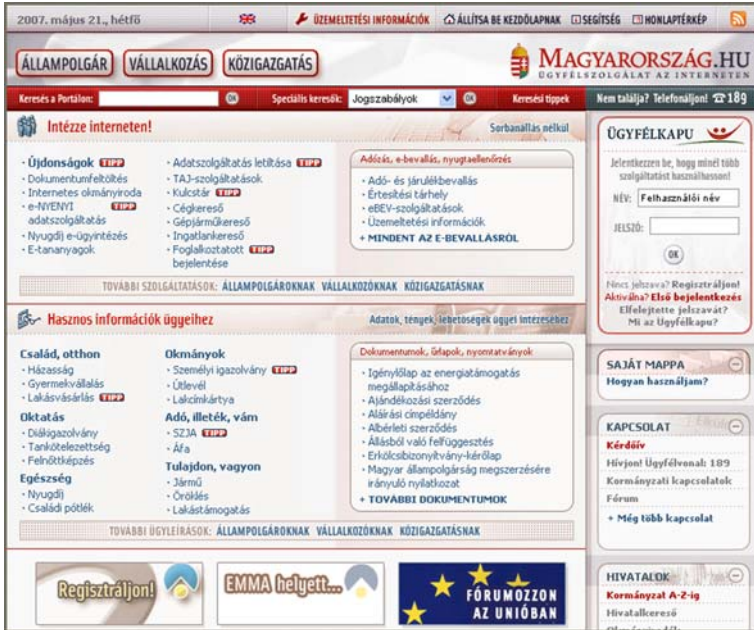 2007. május 21., hétfő ÜZEMELTETÉSI INFORMÁCIÓK ÁLLÍTSA BE KEZDŐLAPNAK SEGÍTSÉG HONLAPTÉRKÉP
ÁLLAMPOLGÁR VÁLLALKOZÁS KÖZIGAZGATÁS
MAGYARORSZÁG.HU
ÜGYFÉLSZOLGÁLAT AZ INTERNETEN
Keresés a Portálon: OK Speciális keresők: Jogszabályok OK Keresési tippek Nem találja? Telefonáljon! 189
Intézze interneten! Sorbanállás nélkül
· Újdonságok TIPP
· Dokumentumfeltöltés
· Internetes okmányiroda
· e-NYENYI TIPP
adatszolgáltatás
· Nyugdíj e-ügyintézés
· E-tananyagok
· Adatszolgáltatás letiltása TIPP
· TAJ-szolgáltatások
· Kulcstár TIPP
· Cégkereső
· Gépjárműkereső
· Ingatlankereső
· Foglalkoztatott TIPP
bejelentése
Adózás, e-bevallás, nyugtaellenőrzés
· Adó- és járulékbevallás
· Értesítési tárhely
· eBEV-szolgáltatások
· Üzemeltetési információk
+ MINDENT AZ E-BEVALLÁSRÓL
TOVÁBBI SZOLGÁLTATÁSOK: ÁLLAMPOLGÁROKNAK VÁLLALKOZÓKNAK KÖZIGAZGATÁSNAK
Hasznos információk ügyeihez Adatok, tények, lehetőségek ügyei intézéséhez
Család, otthon
· Házasság
· Gyermekvállalás
· Lakásvásárlás TIPP
Oktatás
· Diákigazolvány
· Tankötelezettség
· Felnőttképzés
Egészség
· Nyugdíj
· Családi pótlék
Okmányok
· Személyi igazolvány TIPP
· Útlevél
· Lakcímkártya
Adó, illeték, vám
· SZJA TIPP
· Áfa
Tulajdon, vagyon
· Jármű
· Öröklés
· Lakástámogatás
Dokumentumok, űrlapok, nyomtatványok
· Igénylőlap az energiatámogatás
megállapításához
· Ajándékozási szerződés
· Aláírási címpéldány
· Albérleti szerződés
· Állásból való felfüggesztés
· Erkölcsibizonyítvány-kérőlap
· Magyar állampolgárság megszerzésére
irányuló nyilatkozat
+ TOVÁBBI DOKUMENTUMOK
TOVÁBBI ÜGYLEÍRÁSOK: ÁLLAMPOLGÁROKNAK VÁLLALKOZÓKNAK KÖZIGAZGATÁSNAK
Regisztráljon!
EMMA helyett...
FÓRUMOZZON
AZ UNIÓBAN
ÜGYFÉLKAPU
Jelentkezzen be, hogy minél több
szolgáltatást használhasson!
NÉV: Felhasználói név
JELSZÓ:
OK
Nincs jelszava? Regisztráljon!
Aktiválna? Első bejelentkezés
Elfelejtette jelszavát?
Mi az Ügyfélkapu?
SAJÁT MAPPA
Hogyan használjam?
KAPCSOLAT
Kérdőív
Hívjon! Ügyfélvonal: 189
Kormányzati kapcsolatok
Fórum
+ Még több kapcsolat
HIVATALOK
Kormányzat A-Z-ig
Hivatalkereső